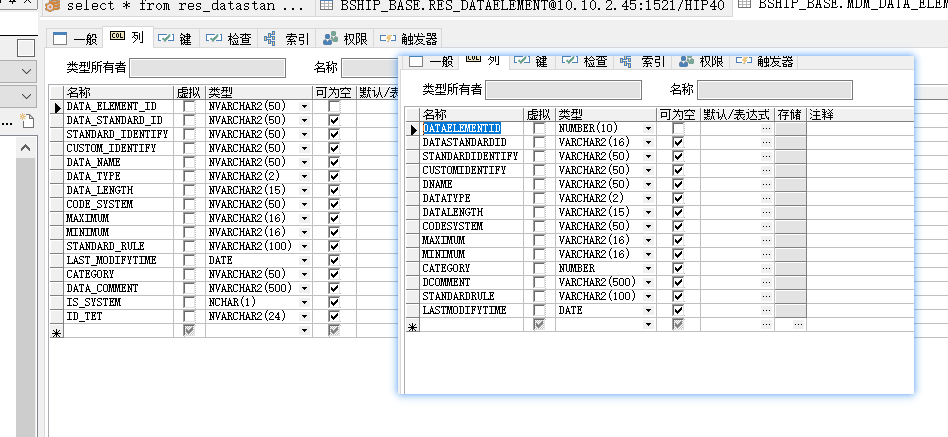 select * from res_datastan ...
BSHIP_BASE.RES_DATAELEMENT@10.10.2.45:1521/HIP40
BSHIP_BASE.MDM_DATA_ELEM
一般 列 键 检查 索引 权限 触发器
类型所有者 名称
名称 虚拟 类型 可为空 默认/表
DATA_ELEMENT_ID NVARCHAR2(50)
DATA_STANDARD_ID NVARCHAR2(50)
STANDARD_IDENTIFY NVARCHAR2(50)
CUSTOM_IDENTIFY NVARCHAR2(50)
DATA_NAME NVARCHAR2(50)
DATA_TYPE NVARCHAR2(2)
DATA_LENGTH NVARCHAR2(15)
CODE_SYSTEM NVARCHAR2(50)
MAXIMUM NVARCHAR2(16)
MINIMUM NVARCHAR2(16)
STANDARD_RULE NVARCHAR2(100)
LAST_MODIFYTIME DATE
CATEGORY NVARCHAR2(50)
DATA_COMMENT NVARCHAR2(500)
IS_SYSTEM NCHAR(1)
ID_TET NVARCHAR2(24)
一般 列 键 检查 索引 权限 触发器
类型所有者 名称
名称 虚拟 类型 可为空 默认/表达式 存储 注释
DATAELEMENTID NUMBER(10)
DATASTANDARDID VARCHAR2(16)
STANDARDIDENTIFY VARCHAR2(50)
CUSTOMIDENTIFY VARCHAR2(50)
DNAME VARCHAR2(50)
DATATYPE VARCHAR2(2)
DATALENGTH VARCHAR2(15)
CODESYSTEM VARCHAR2(50)
MAXIMUM VARCHAR2(16)
MINIMUM VARCHAR2(16)
CATEGORY NUMBER
DCOMMENT VARCHAR2(500)
STANDARDRULE VARCHAR2(100)
LASTMODIFYTIME DATE